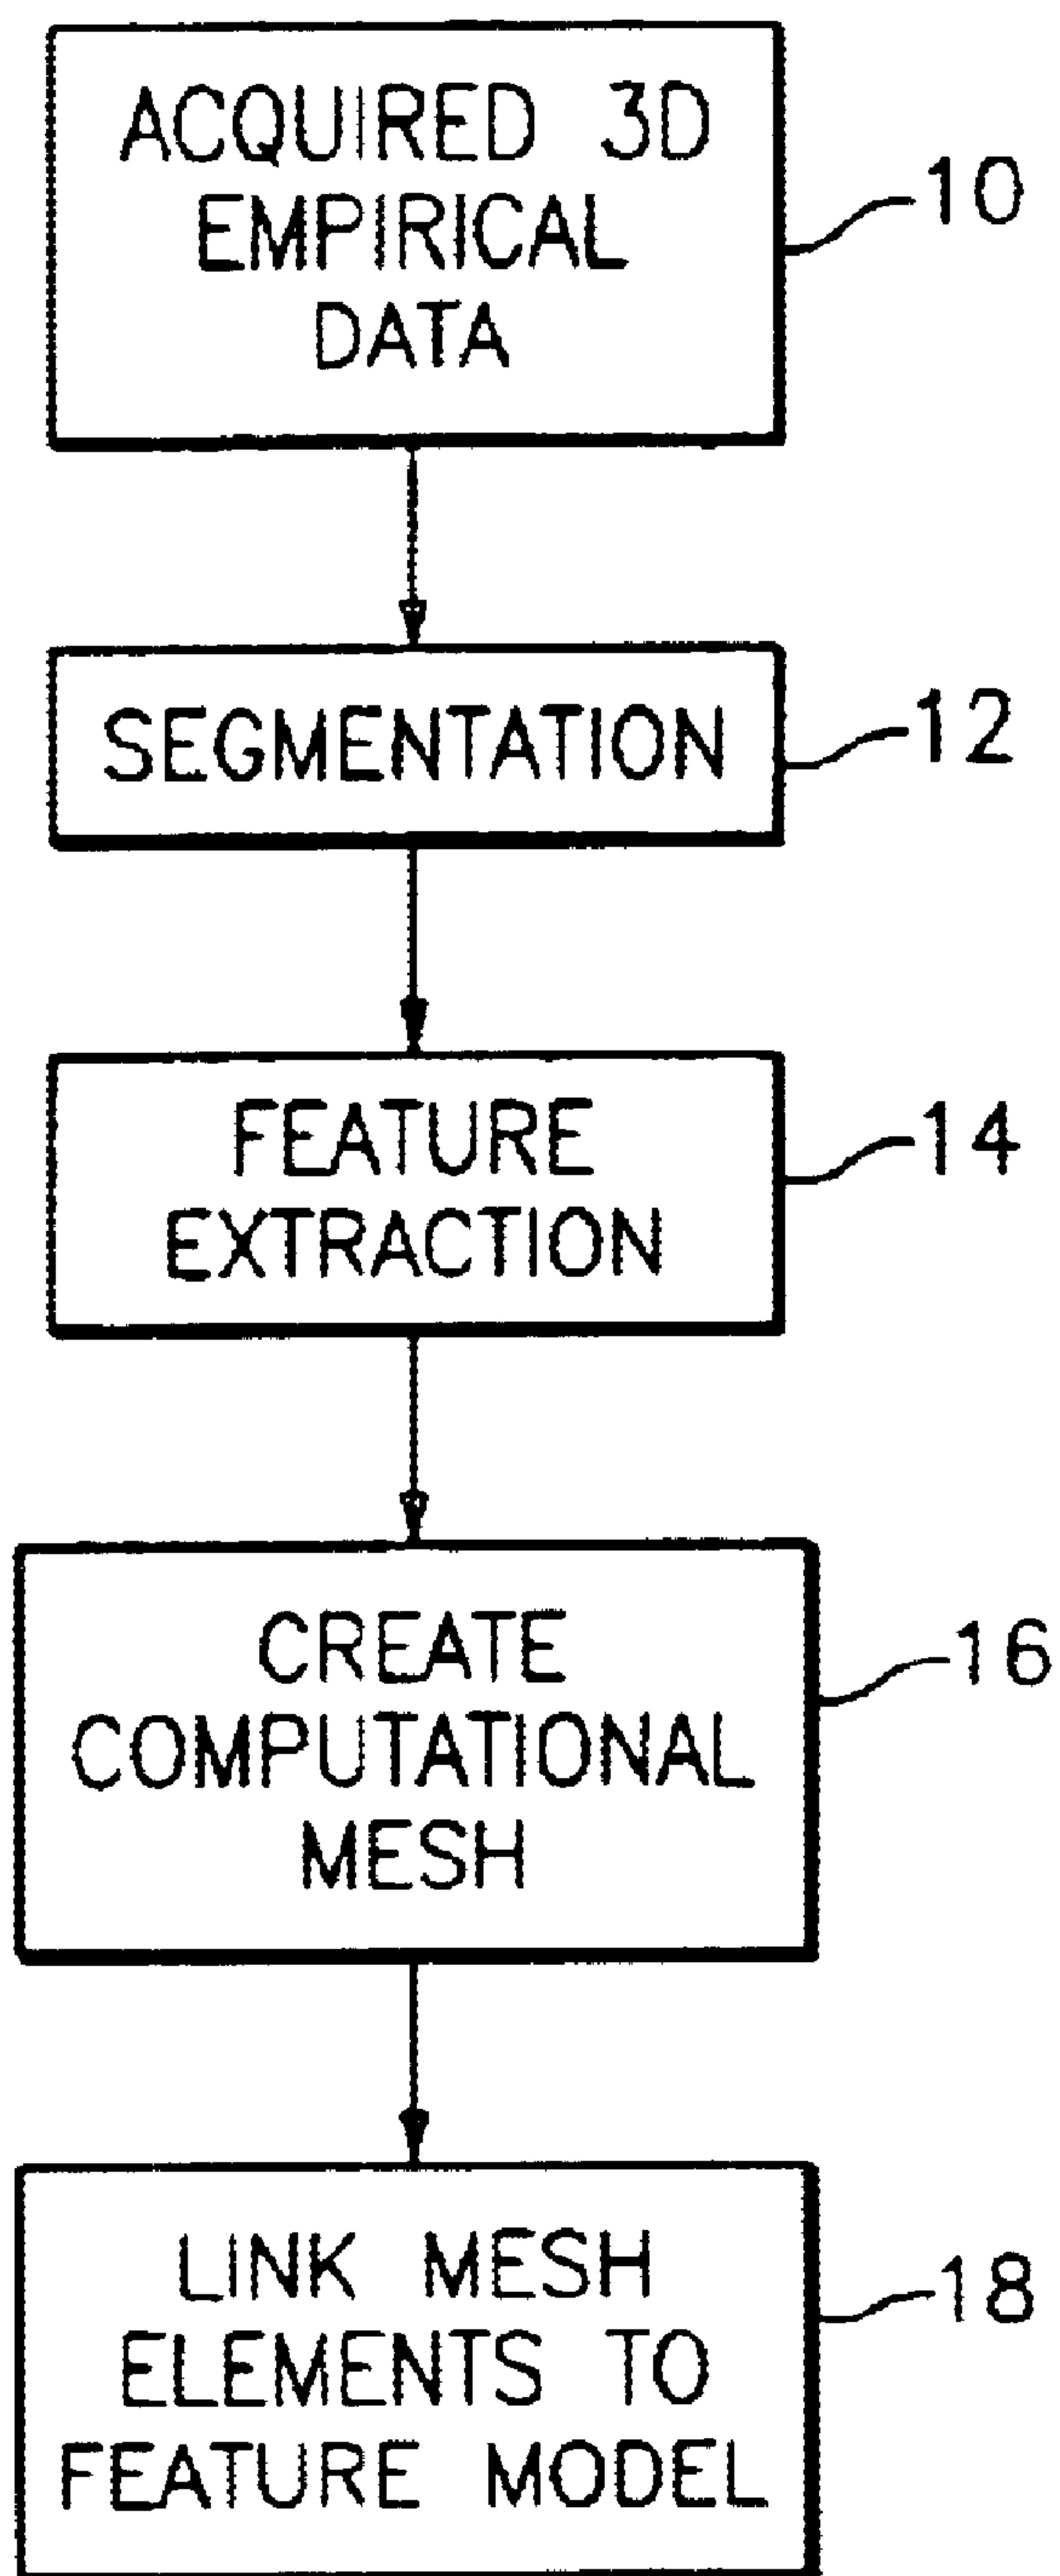 ACQUIRED 3D
EMPIRICAL
DATA
10
SEGMENTATION
12
FEATURE
EXTRACTION
14
CREATE
COMPUTATIONAL
MESH
16
LINK MESH
ELEMENTS TO
FEATURE MODEL
18